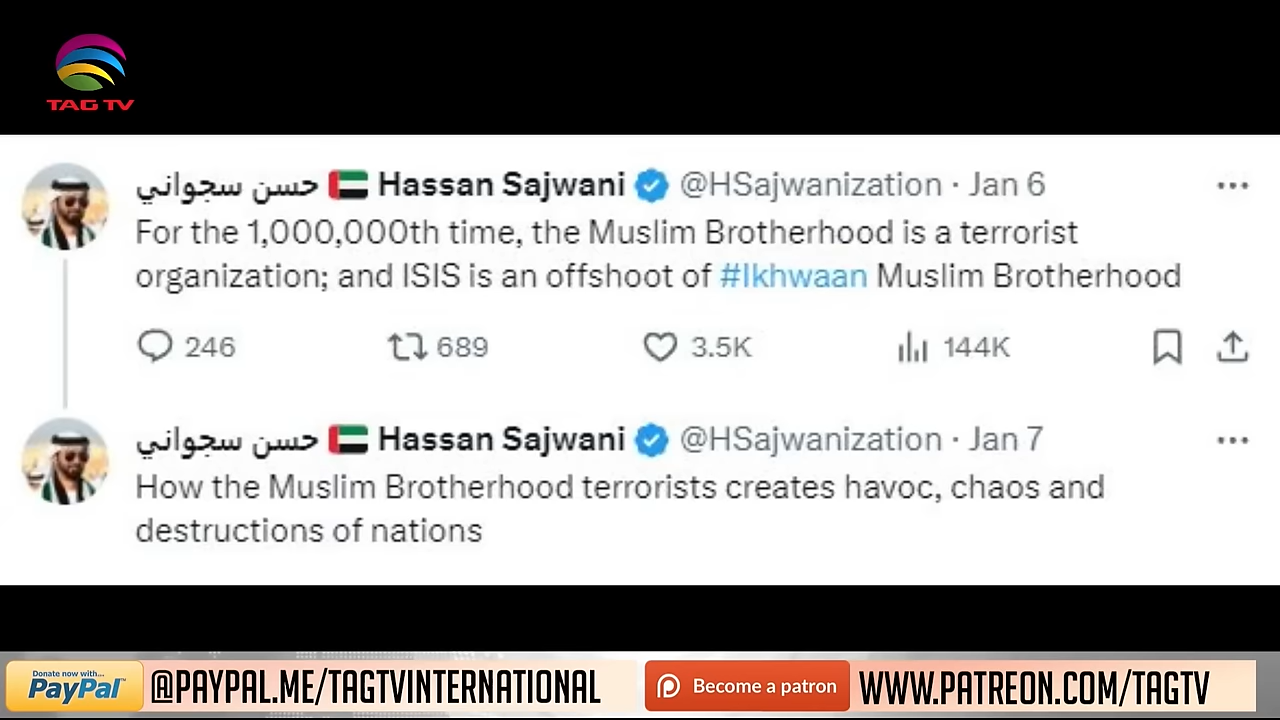 TAG TV
حسن سجواني 🇦🇪 Hassan Sajwani @HSajwanization · Jan 6
For the 1,000,000th time, the Muslim Brotherhood is a terrorist
organization; and ISIS is an offshoot of #Ikhwaan Muslim Brotherhood
246 689 3.5K 144K
حسن سجواني 🇦🇪 Hassan Sajwani @HSajwanization · Jan 7
How the Muslim Brotherhood terrorists creates havoc, chaos and
destructions of nations
Donate now with...
PayPal™ @PAYPAL.ME/TAGTVINTERNATIONAL Become a patron WWW.PATREON.COM/TAGTV